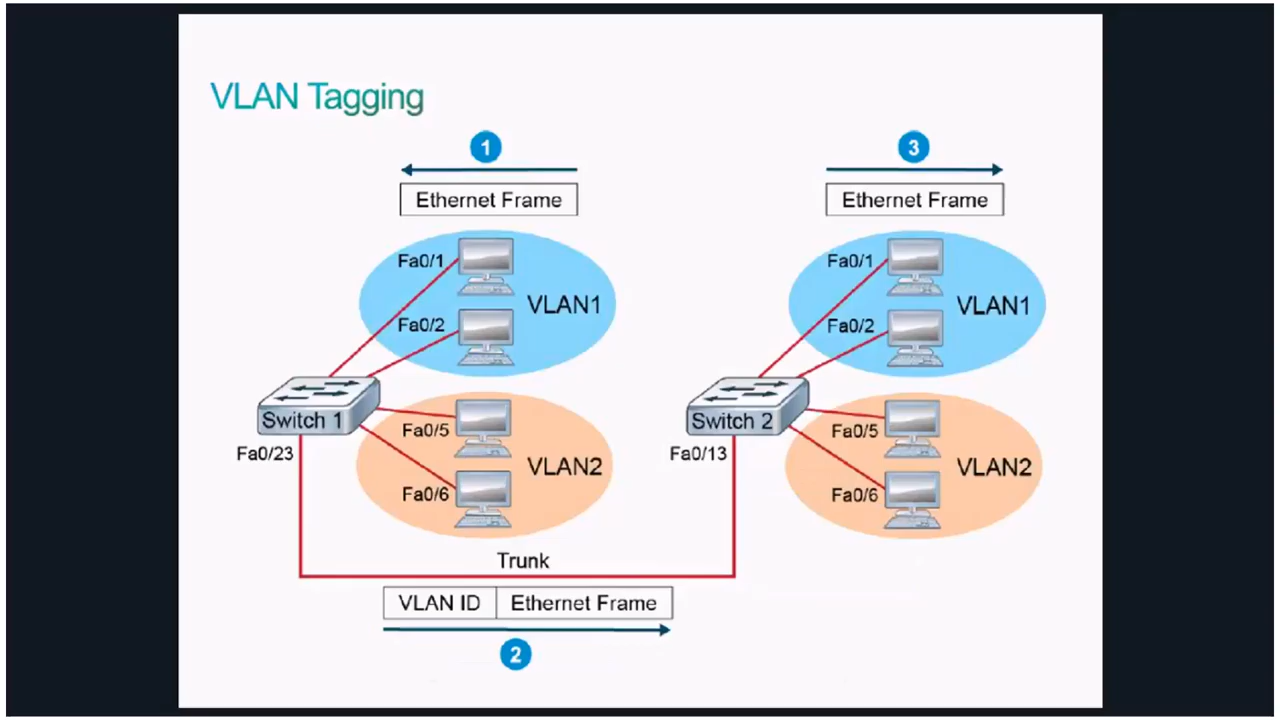 VLAN Tagging
1
3
Ethernet Frame
Ethernet Frame
Fa0/1
VLAN1
Fa0/2
Switch 1
Fa0/23
Fa0/5
VLAN2
Fa0/6
Fa0/1
VLAN1
Fa0/2
Switch 2
Fa0/13
Fa0/5
VLAN2
Fa0/6
Trunk
VLAN ID Ethernet Frame
2